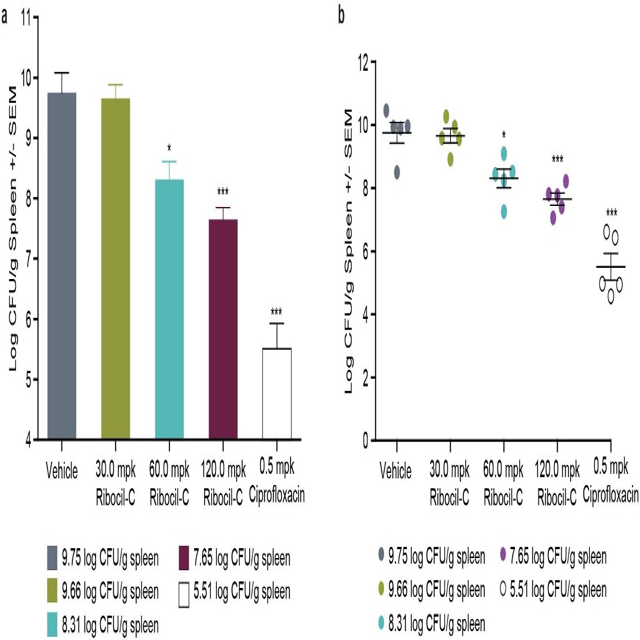 a
Log CFU/g Spleen +/- SEM
11
10
9
8
7
6
5
4
*
***
***
Vehicle
30.0 mpk
Ribocil-C
60.0 mpk
Ribocil-C
120.0 mpk
Ribocil-C
0.5 mpk
Ciprofloxacin
9.75 log CFU/g spleen
9.66 log CFU/g spleen
8.31 log CFU/g spleen
7.65 log CFU/g spleen
5.51 log CFU/g spleen
b
Log CFU/g Spleen +/- SEM
12
10
8
6
4
2
0
*
***
***
Vehicle
30.0 mpk
Ribocil-C
60.0 mpk
Ribocil-C
120.0 mpk
Ribocil-C
0.5 mpk
Ciprofloxacin
9.75 log CFU/g spleen
9.66 log CFU/g spleen
8.31 log CFU/g spleen
7.65 log CFU/g spleen
5.51 log CFU/g spleen